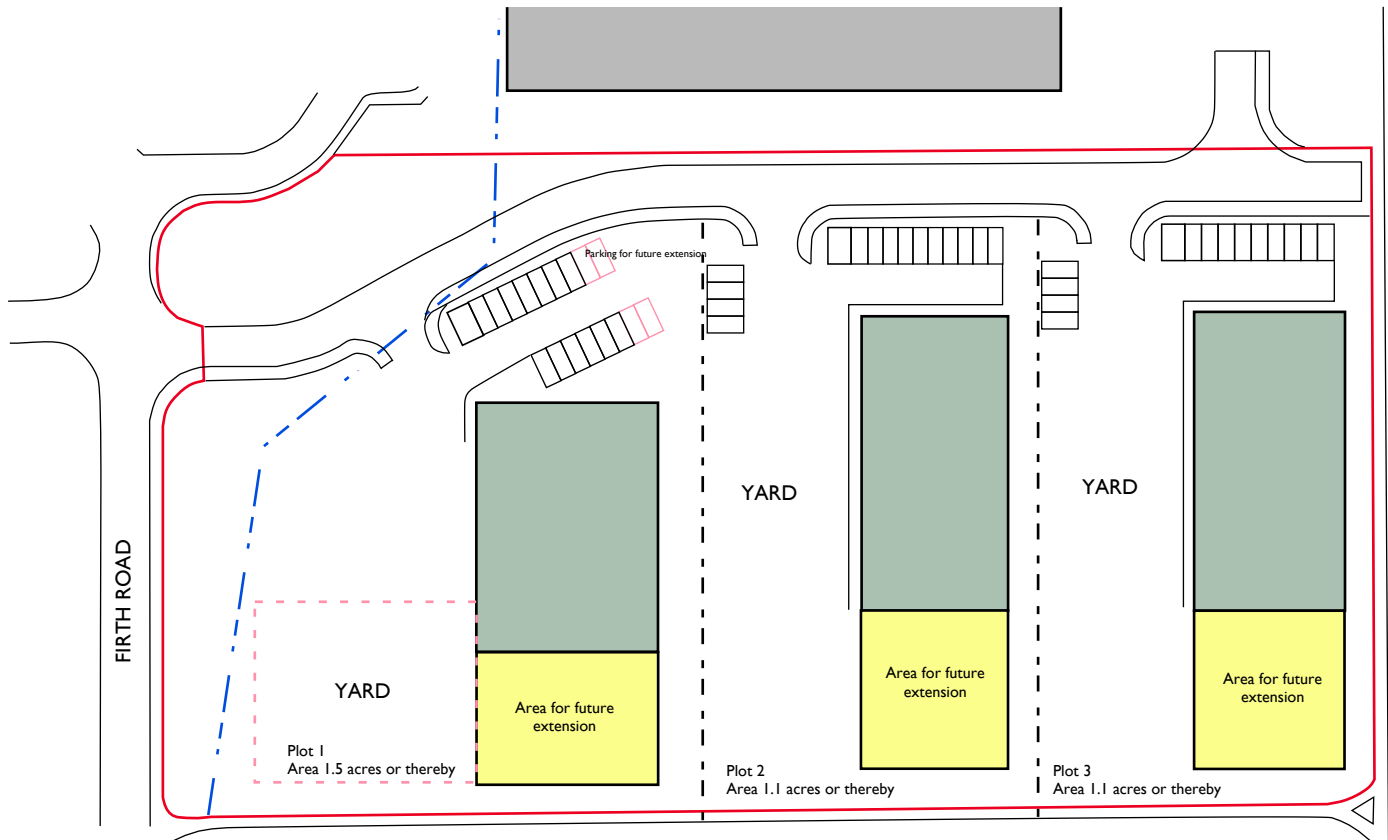 Parking for future extension
YARD
YARD
FIRTH ROAD
YARD
Area for future
extension
Area for future
extension
Area for future
extension
Plot 1
Area 1.5 acres or thereby
Plot 2
Area 1.1 acres or thereby
Plot 3
Area 1.1 acres or thereby